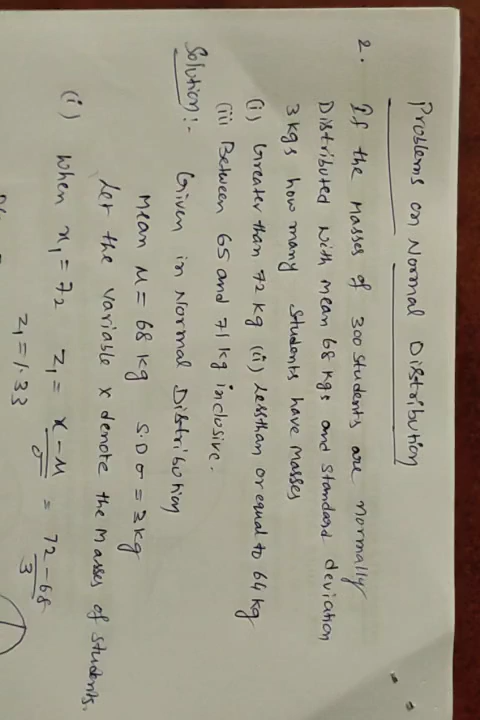 Problems on Normal Distribution
2. If the Masses of 300 students are normally
Distributed with mean 68 kgs and standard deviation
3 kgs how many students have masses
(i) Greater than 72 kg (ii) Lessthan or equal to 64 kg
(iii Between 65 and 71 kg inclusive.
Solution:- Given in Normal Distribution
Mean M = 68 kg S.D σ = 3 kg
Let the variable x denote the Masses of students.
(i) When x₁ = 72 z₁ = x - M / σ = 72 - 68 / 3
z₁ = 1.33